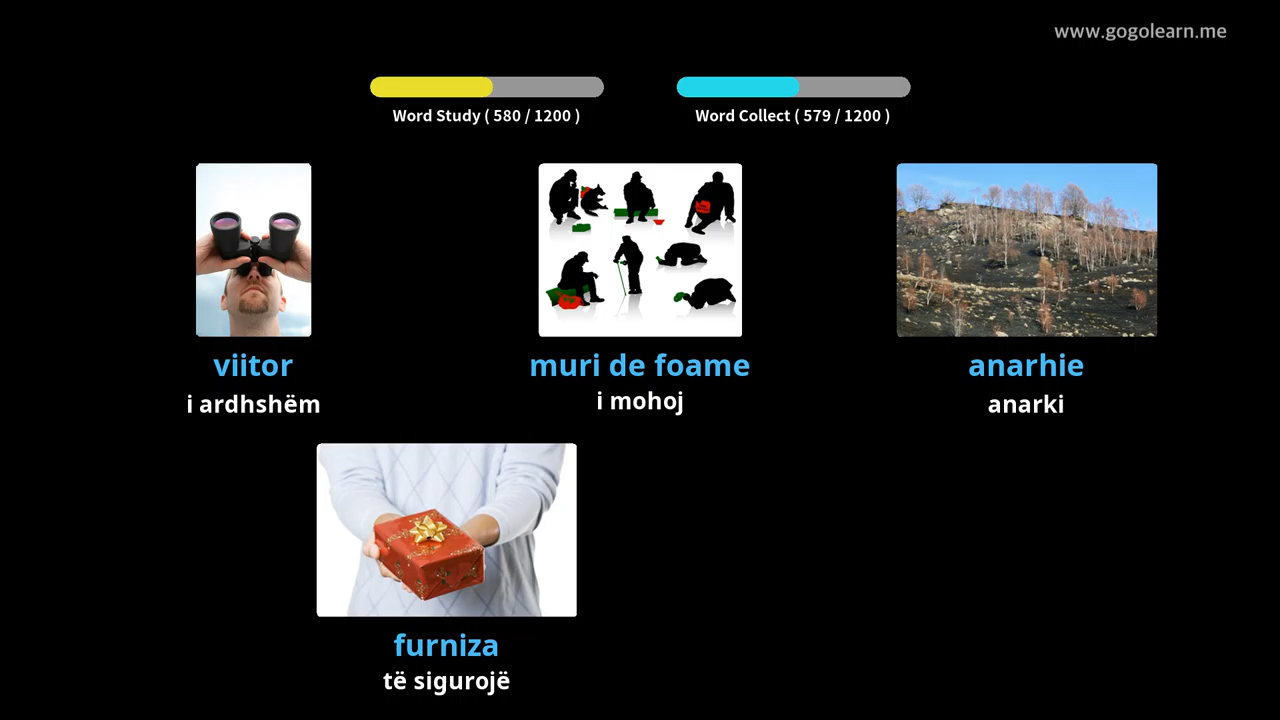 www.gogolearn.me
Word Study ( 580 / 1200 )
Word Collect ( 579 / 1200 )
viitor
i ardhshëm
muri de foame
i mohoj
anarhie
anarki
furniza
të sigurojë